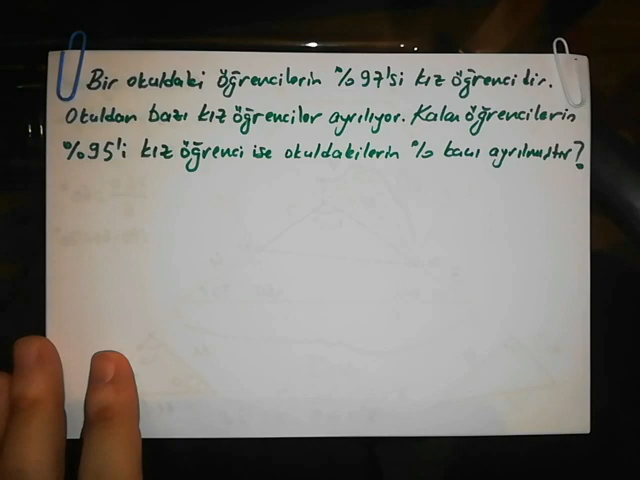 Bir okuldaki öğrencilerin %97'si kız öğrencidir.
Okuldan bazı kız öğrenciler ayrılıyor. Kalan öğrencilerin
%95'i kız öğrenci ise okuldakilerin % kaçı ayrılmıştır?